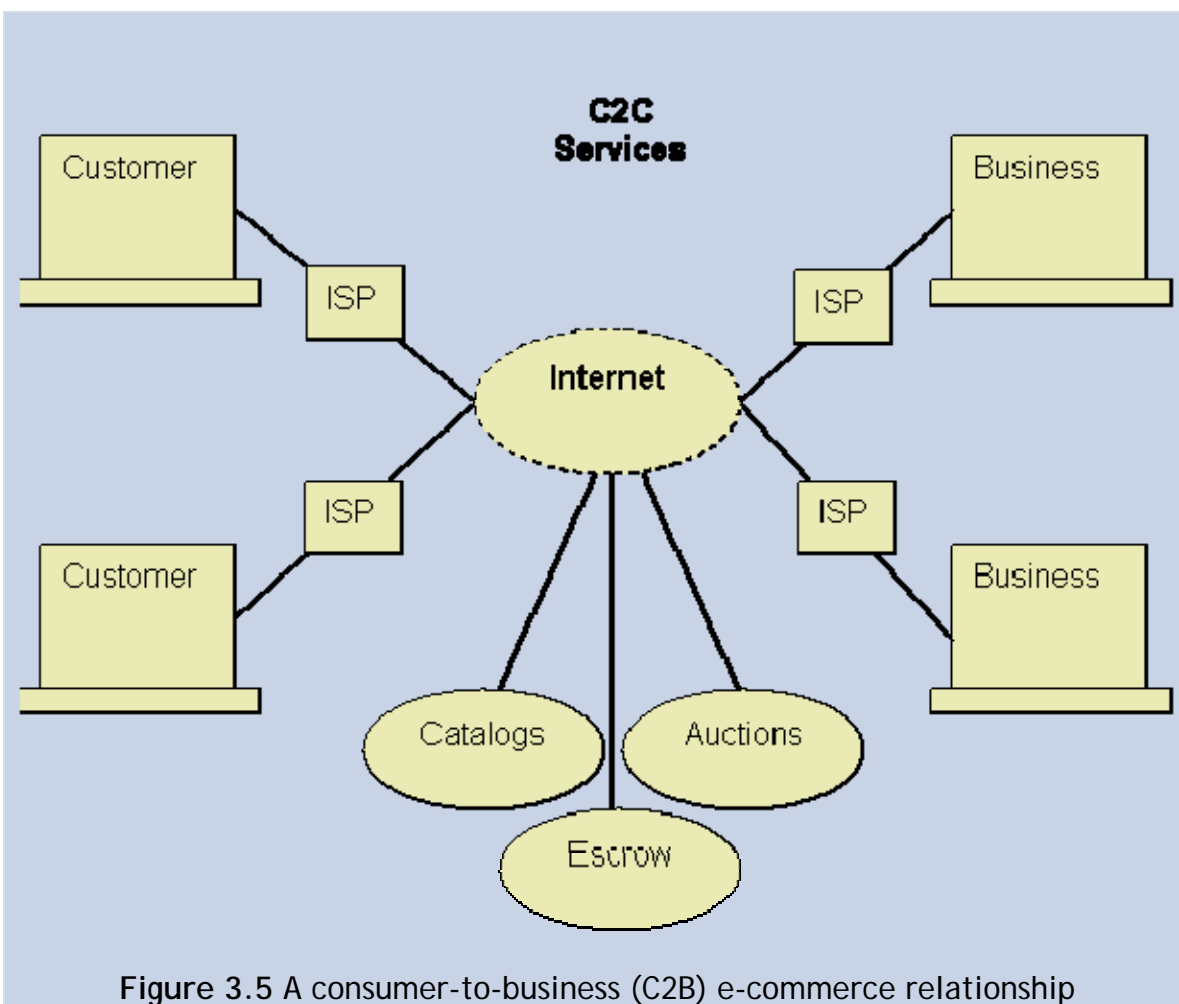 C2C
Services
Customer
Business
ISP
ISP
Internet
ISP
ISP
Customer
Business
Catalogs
Auctions
Escrow
Figure 3.5 A consumer-to-business (C2B) e-commerce relationship